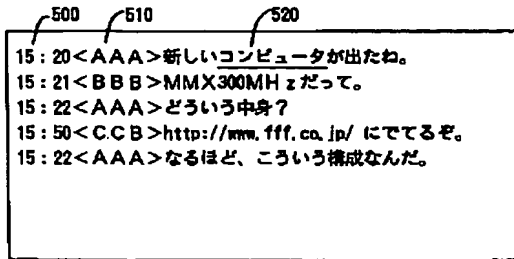 500 510 520
15：20<AAA>新しいコンピュータが出たね。
15：21<BBB>MMX300MHzだって。
15：22<AAA>どういう中身？
15：50<CCB>http://www.fff.co.jp/ にでてるぞ。
15：22<AAA>なるほど、こういう構成なんだ。